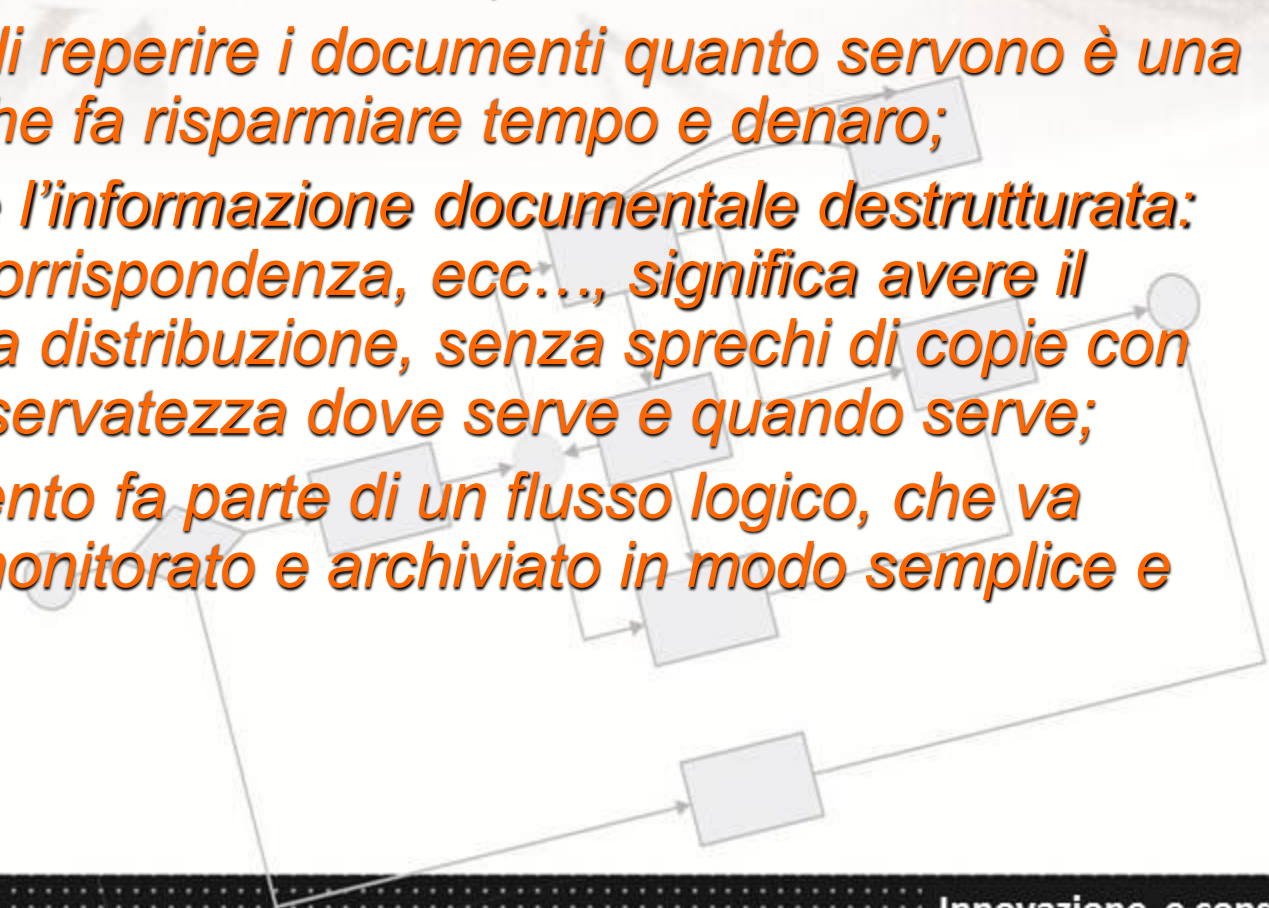 di reperire i documenti quanto servono è una
he fa risparmiare tempo e denaro;
l’informazione documentale destrutturata:
orrispondenza, ecc…, significa avere il
a distribuzione, senza sprechi di copie con
servatezza dove serve e quando serve;
ento fa parte di un flusso logico, che va
onitorato e archiviato in modo semplice e
Innovazione e cons